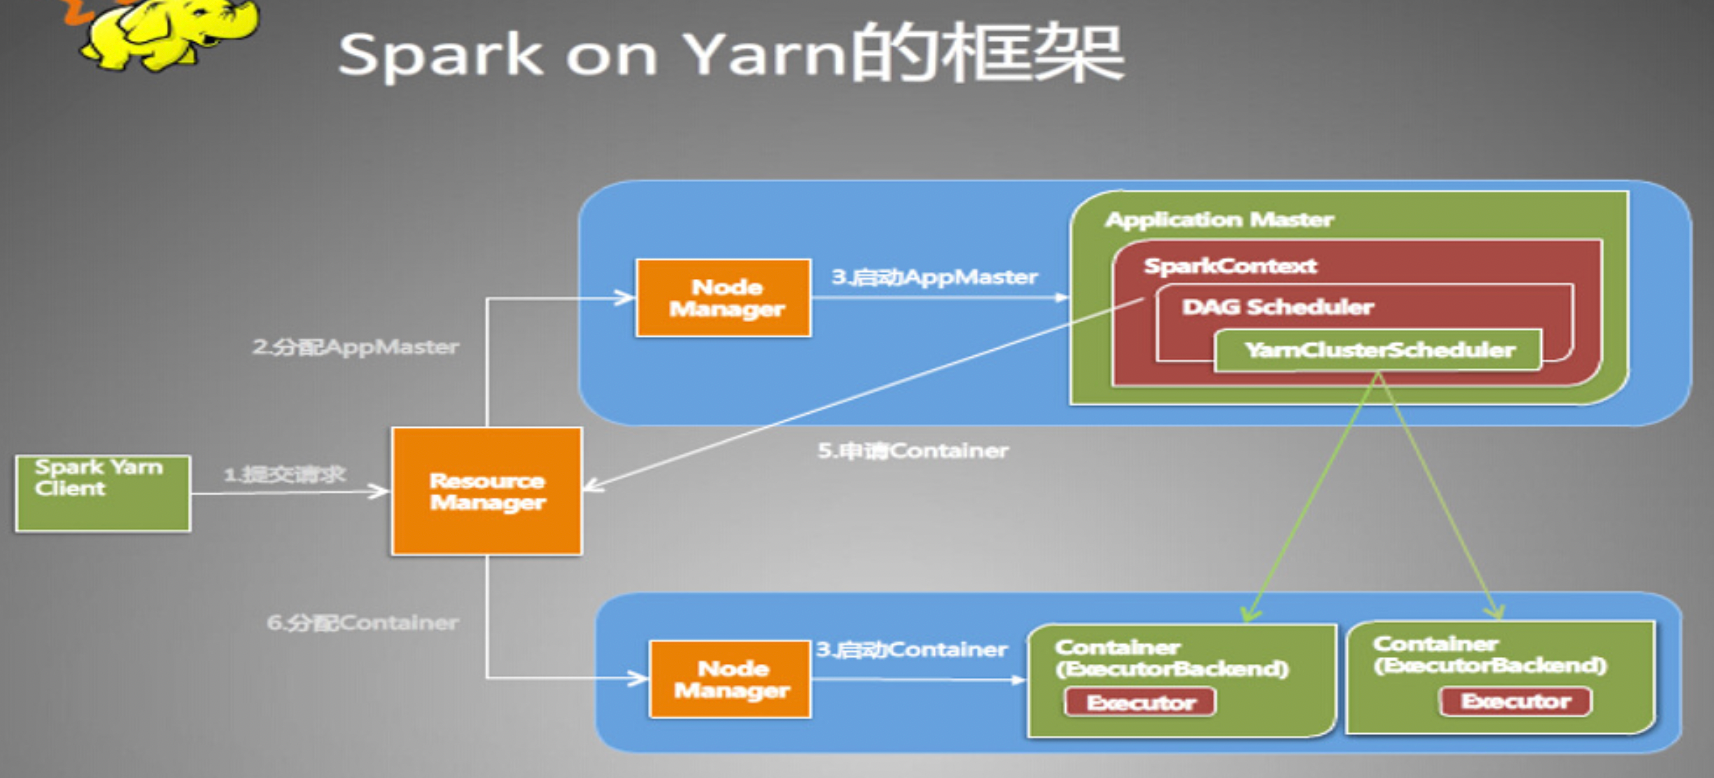 Spark on Yarn的框架
Application Master
SparkContext
DAG Scheduler
YarnClusterScheduler
Node
Manager
3.启动AppMaster
2.分配AppMaster
5.申请Container
Spark Yarn
Client
1.提交请求
Resource
Manager
6.分配Container
Node
Manager
3.启动Container
Container
(ExecutorBackend)
Executor
Container
(ExecutorBackend)
Executor